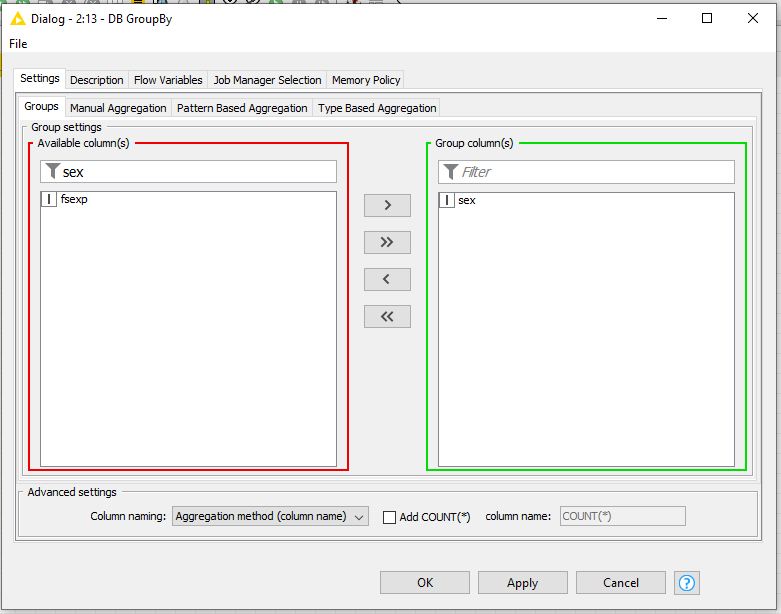 Dialog - 2:13 - DB GroupBy
File
Settings Description Flow Variables Job Manager Selection Memory Policy
Groups Manual Aggregation Pattern Based Aggregation Type Based Aggregation
Group settings
Available column(s) Group column(s)
sex Filter
I fsexp I sex
>
>>
<
<<
Advanced settings
Column naming: Aggregation method (column name) Add COUNT(*) column name: COUNT(*)
OK Apply Cancel ?